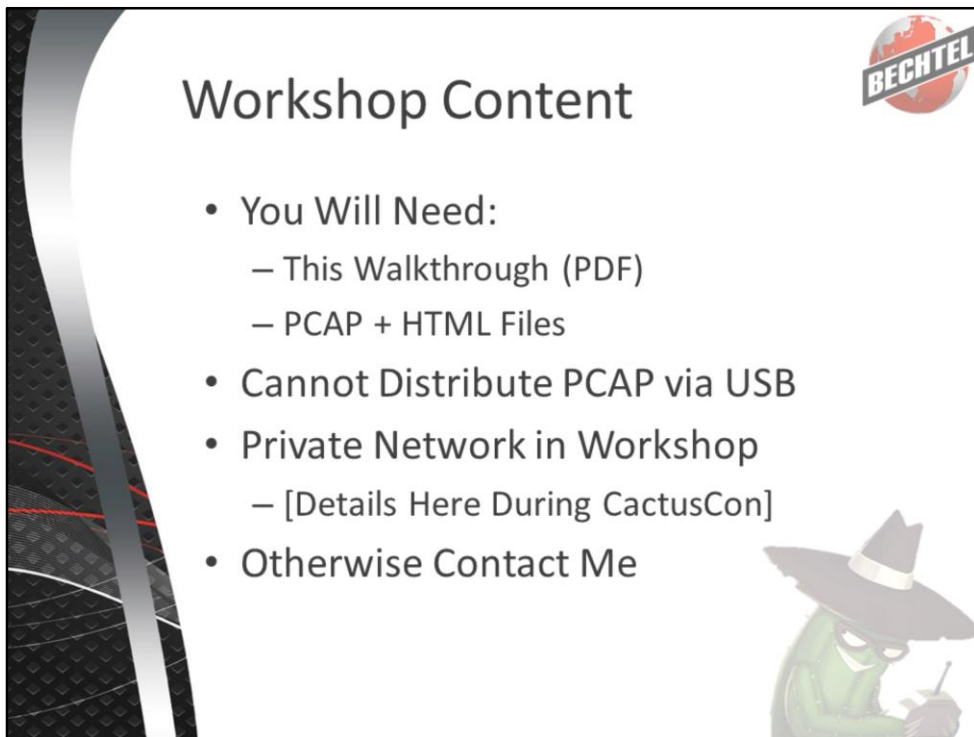 BECHTEL
Workshop Content
• You Will Need:
– This Walkthrough (PDF)
– PCAP + HTML Files
• Cannot Distribute PCAP via USB
• Private Network in Workshop
– [Details Here During CactusCon]
• Otherwise Contact Me